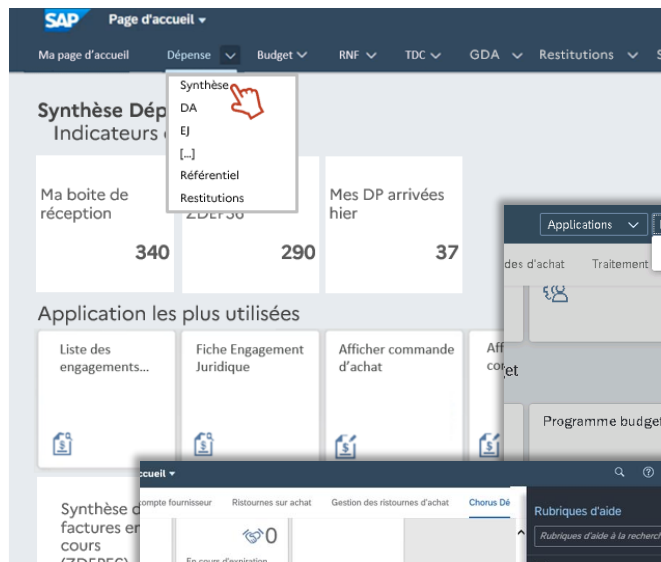 SAP Page d'accueil
Ma page d'accueil Dépense Budget RNF TDC GDA Restitutions
Synthèse
DA
EJ
[...]
Référentiel
Restitutions
Synthèse Dép
Indicateurs
Ma boite de
réception
340
290
Mes DP arrivées
hier
37
Applications
des d'achat Traitement
Application les plus utilisées
Liste des
engagements...
Fiche Engagement
Juridique
Afficher commande
d'achat
Aff
et
Programme budget
ccueil
compte fournisseur Ristournes sur achat Gestion des ristournes d'achat Chorus Dé
0
En cours d'expiration
Rubriques d'aide
Rubriques d'aide à la recherch
Synthèse d
factures en
cours